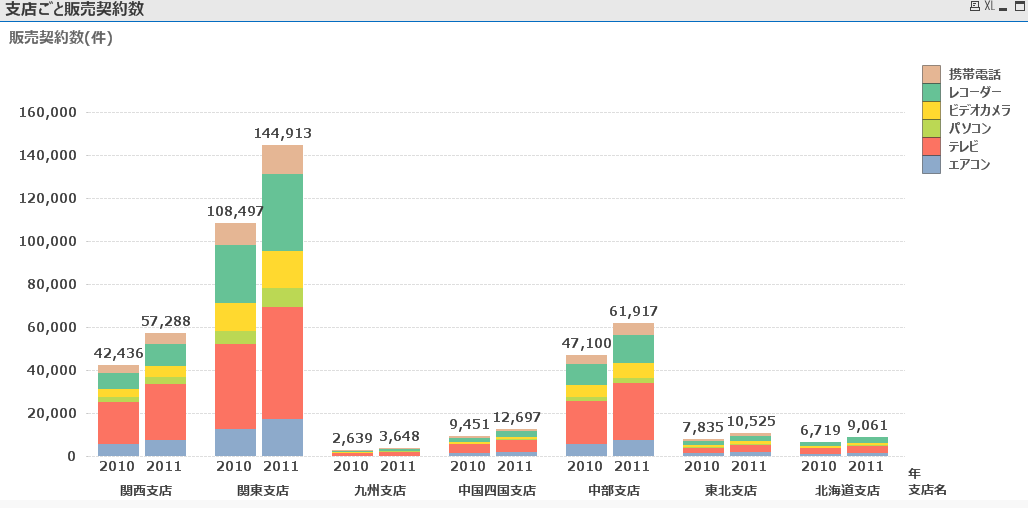 支店ごと販売契約数
XL
販売契約数(件)
携帯電話
レコーダー
ビデオカメラ
パソコン
テレビ
エアコン
160,000
140,000
120,000
100,000
80,000
60,000
40,000
20,000
0
42,436
57,288
108,497
144,913
2,639
3,648
9,451
12,697
47,100
61,917
7,835
10,525
6,719
9,061
2010 2011 2010 2011 2010 2011 2010 2011 2010 2011 2010 2011 2010 2011 年
関西支店 関東支店 九州支店 中国四国支店 中部支店 東北支店 北海道支店 支店名